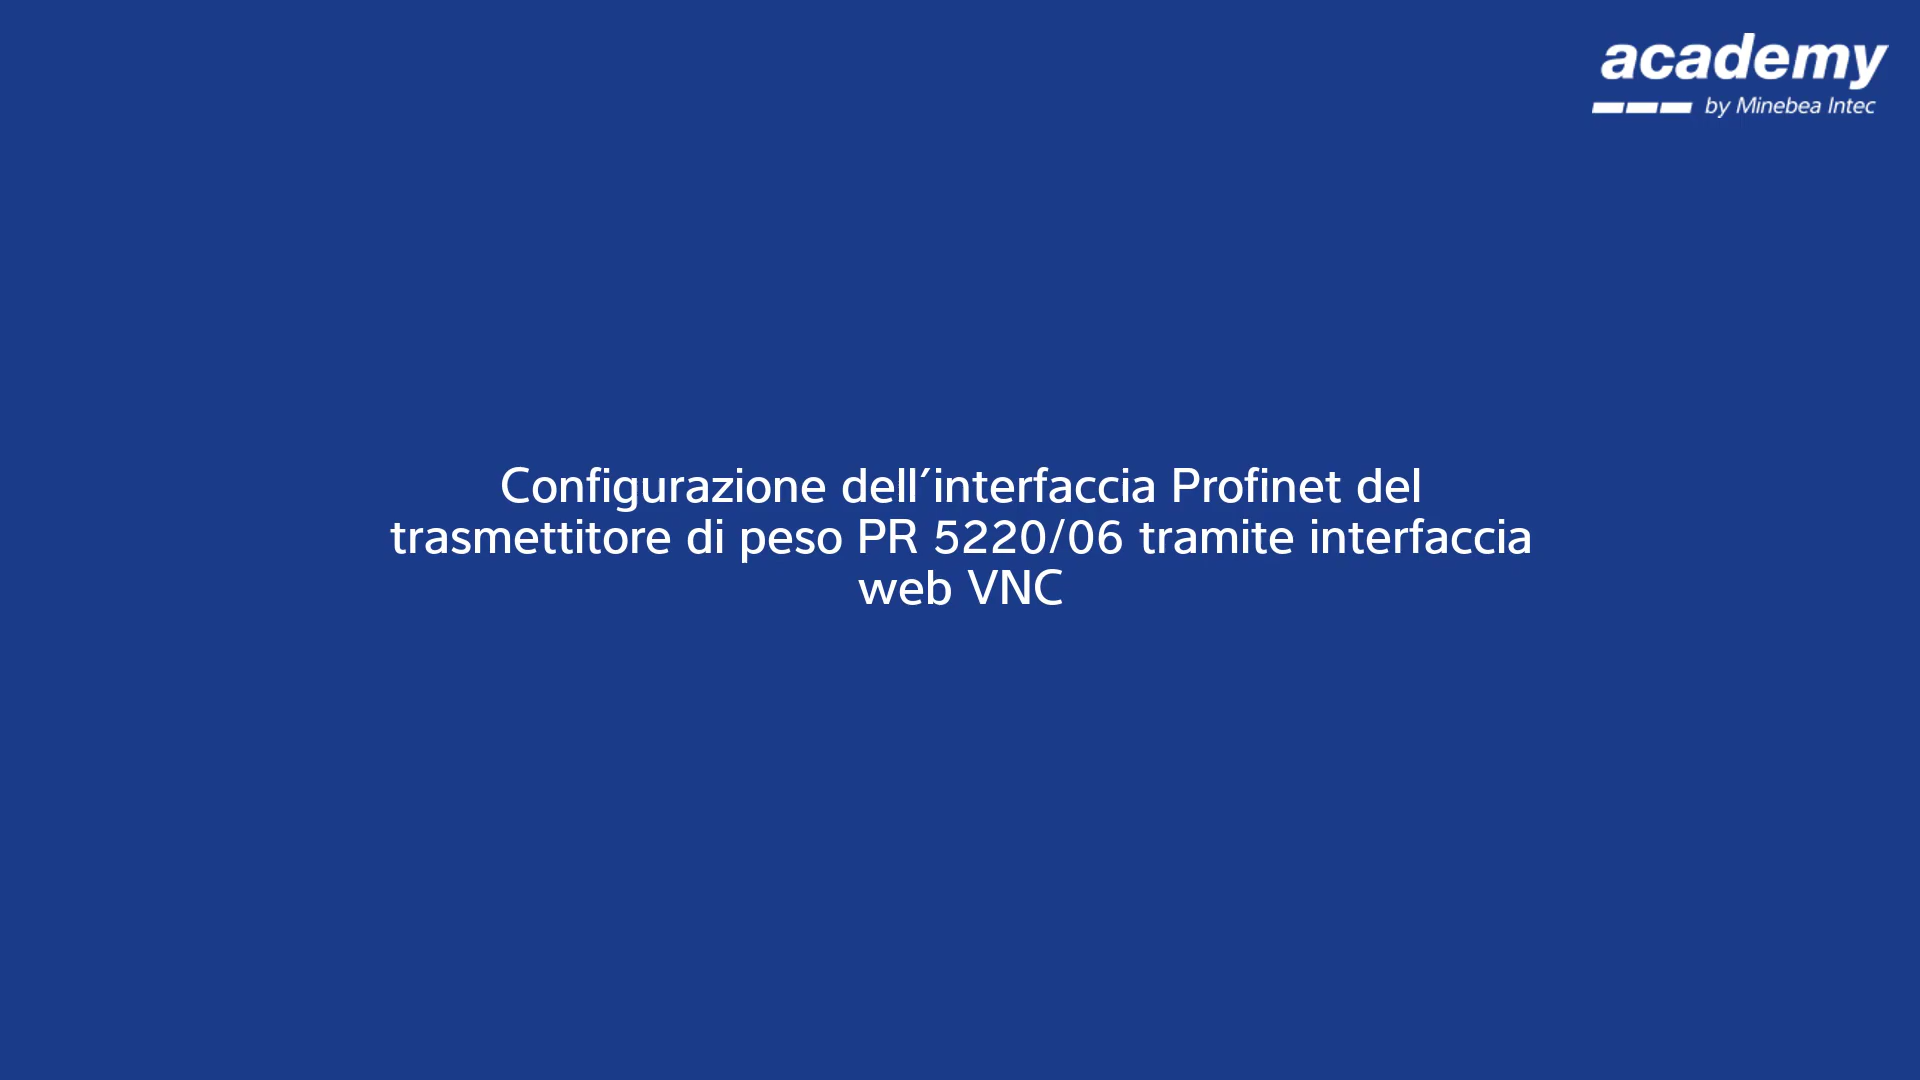 academy
by Minebea Intec
Configurazione dell´interfaccia Profinet del
trasmettitore di peso PR 5220/06 tramite interfaccia
web VNC